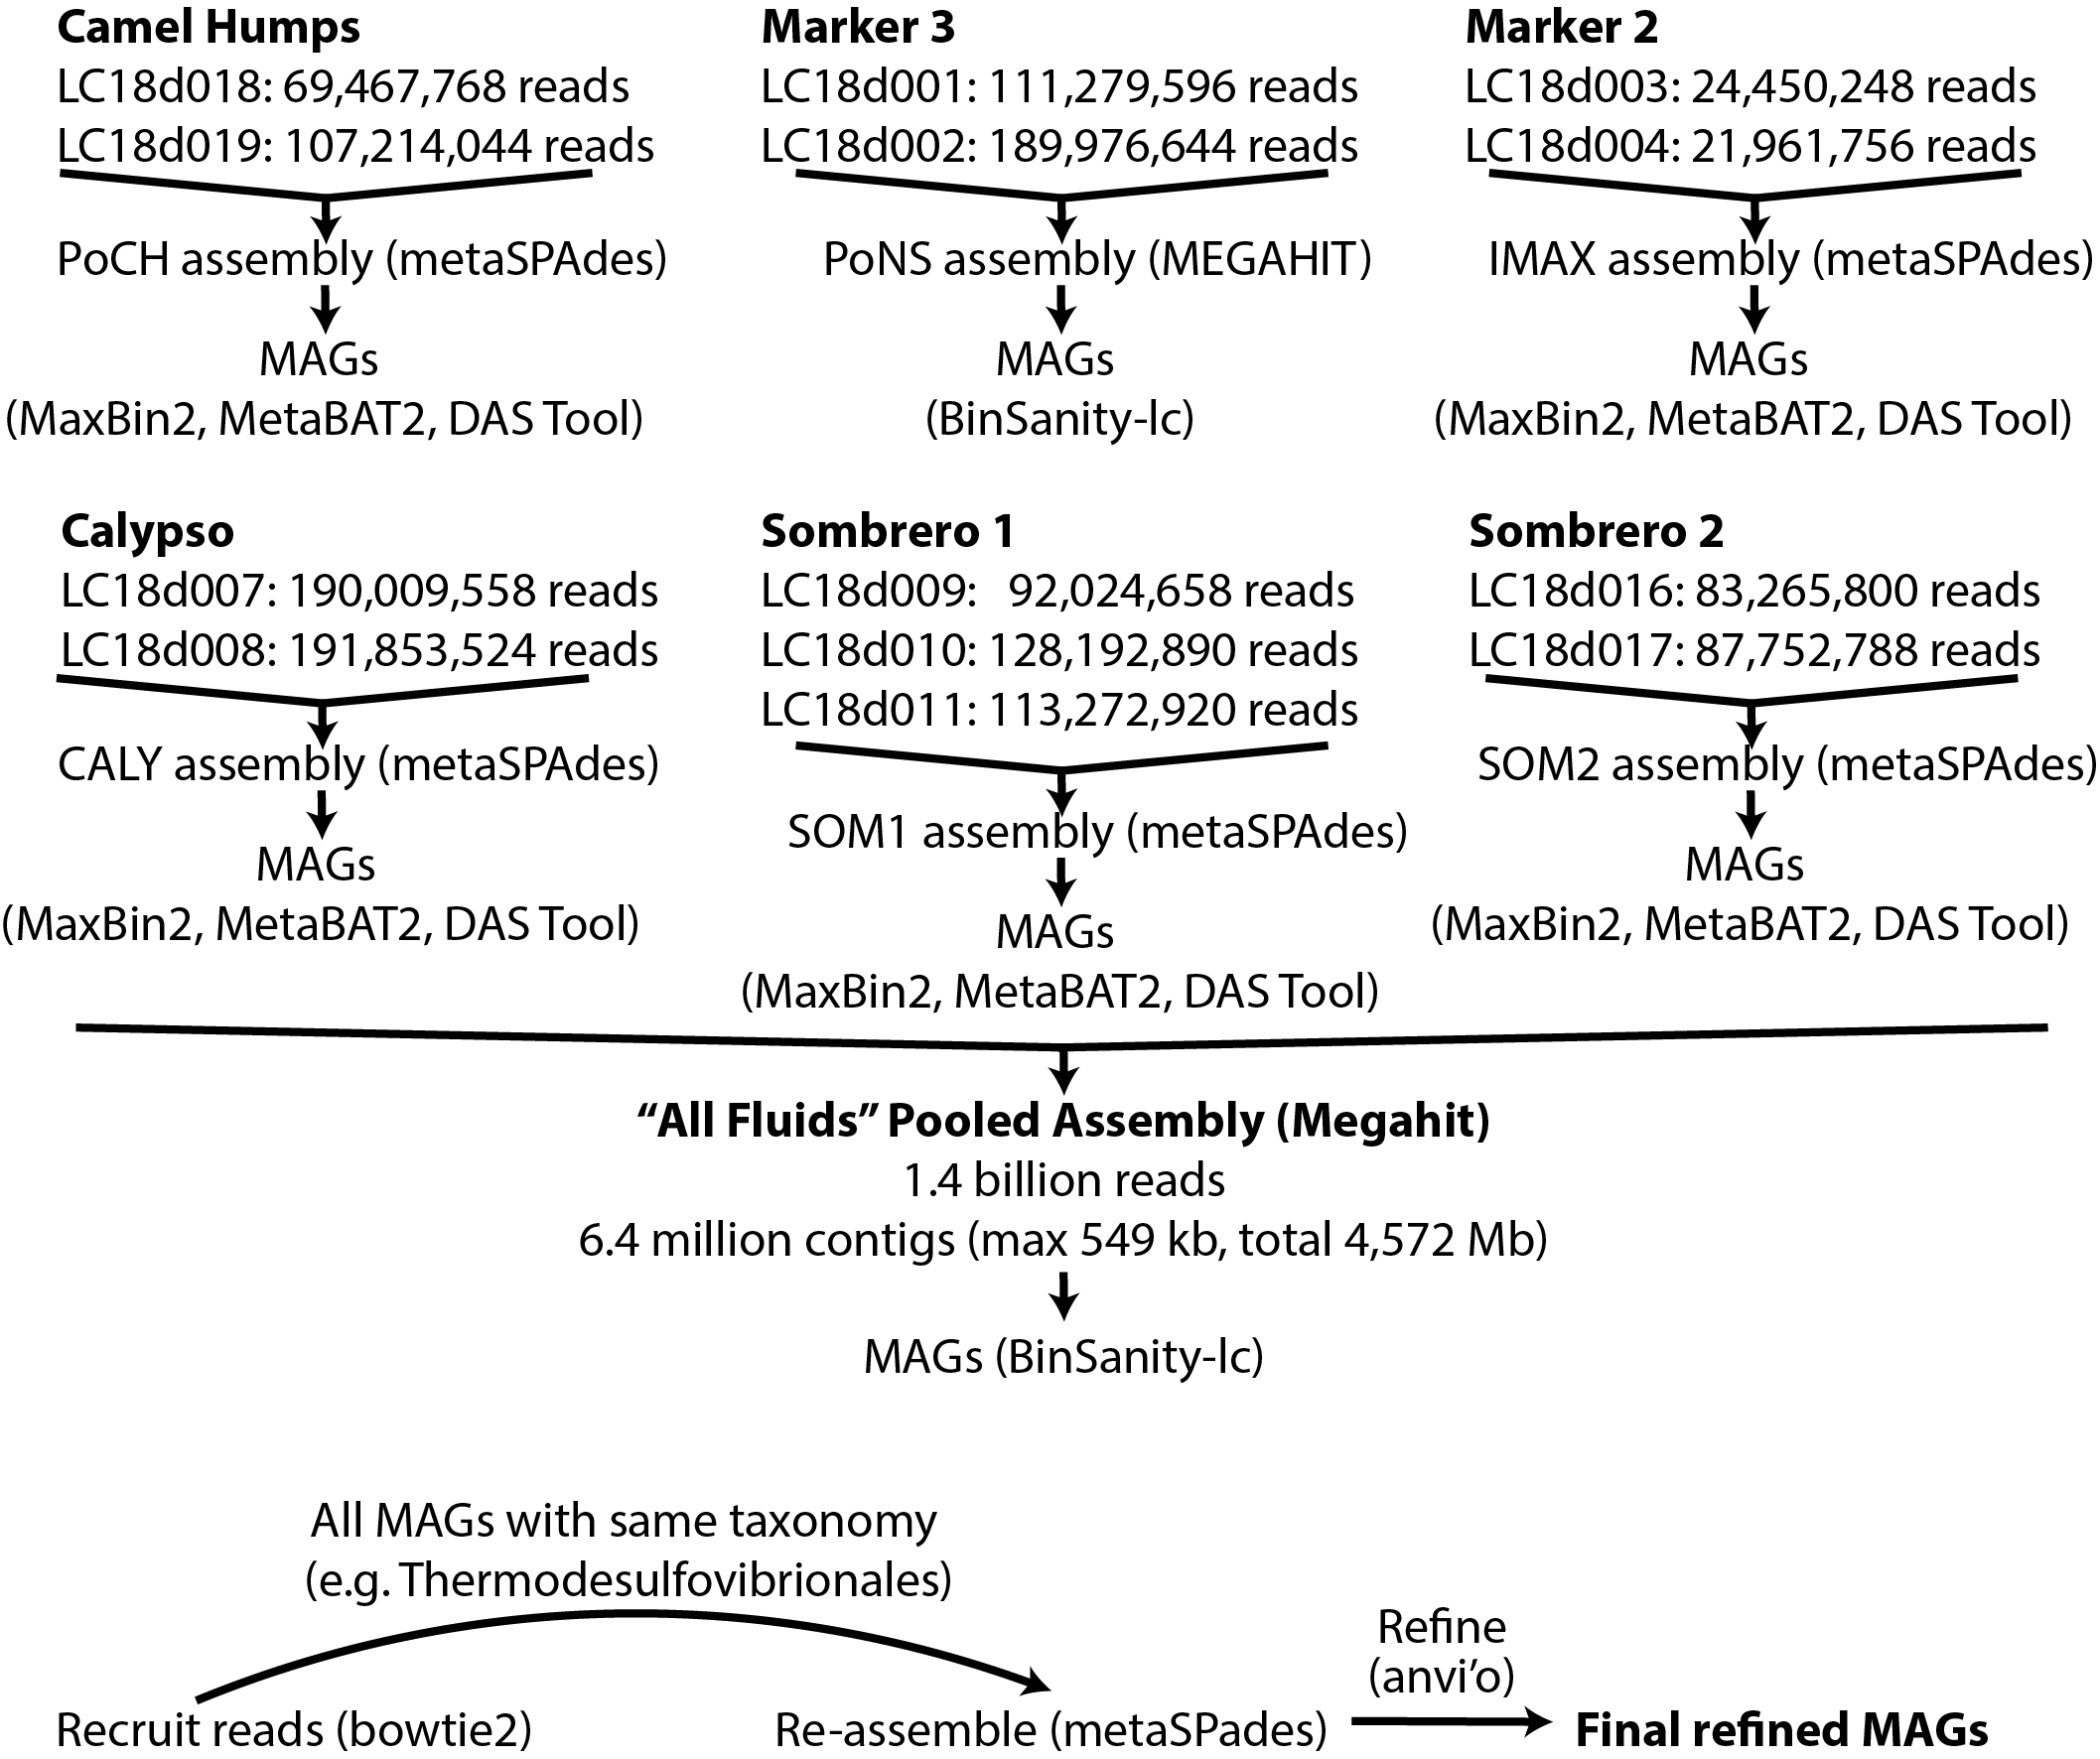 Camel Humps
LC18d018: 69,467,768 reads
LC18d019: 107,214,044 reads
PoCH assembly (metaSPAdes)
MAGs
(MaxBin2, MetaBAT2, DAS Tool)
Marker 3
LC18d001: 111,279,596 reads
LC18d002: 189,976,644 reads
PoNS assembly (MEGAHIT)
MAGs
(BinSanity-lc)
Marker 2
LC18d003: 24,450,248 reads
LC18d004: 21,961,756 reads
IMAX assembly (metaSPAdes)
MAGs
(MaxBin2, MetaBAT2, DAS Tool)
Calypso
LC18d007: 190,009,558 reads
LC18d008: 191,853,524 reads
CALY assembly (metaSPAdes)
MAGs
(MaxBin2, MetaBAT2, DAS Tool)
Sombrero 1
LC18d009: 92,024,658 reads
LC18d010: 128,192,890 reads
LC18d011: 113,272,920 reads
SOM1 assembly (metaSPAdes)
MAGs
(MaxBin2, MetaBAT2, DAS Tool)
Sombrero 2
LC18d016: 83,265,800 reads
LC18d017: 87,752,788 reads
SOM2 assembly (metaSPAdes)
MAGs
(MaxBin2, MetaBAT2, DAS Tool)
“All Fluids” Pooled Assembly (Megahit)
1.4 billion reads
6.4 million contigs (max 549 kb, total 4,572 Mb)
MAGs (BinSanity-lc)
All MAGs with same taxonomy
(e.g. Thermodesulfovibrionales)
Recruit reads (bowtie2)
Re-assemble (metaSPades)
Refine
(anvi’o)
Final refined MAGs